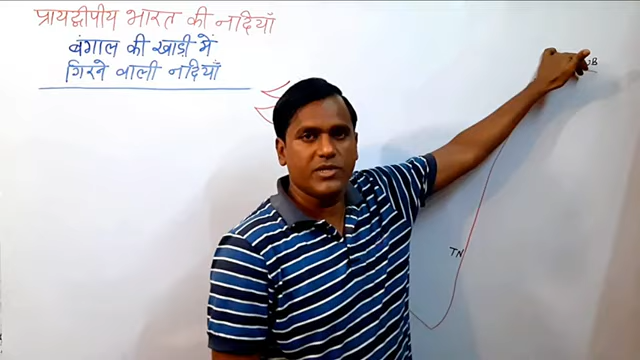 प्रायद्वीपीय भारत की नदियाँ
बंगाल की खाड़ी में
गिरने वाली नदियाँ
TN